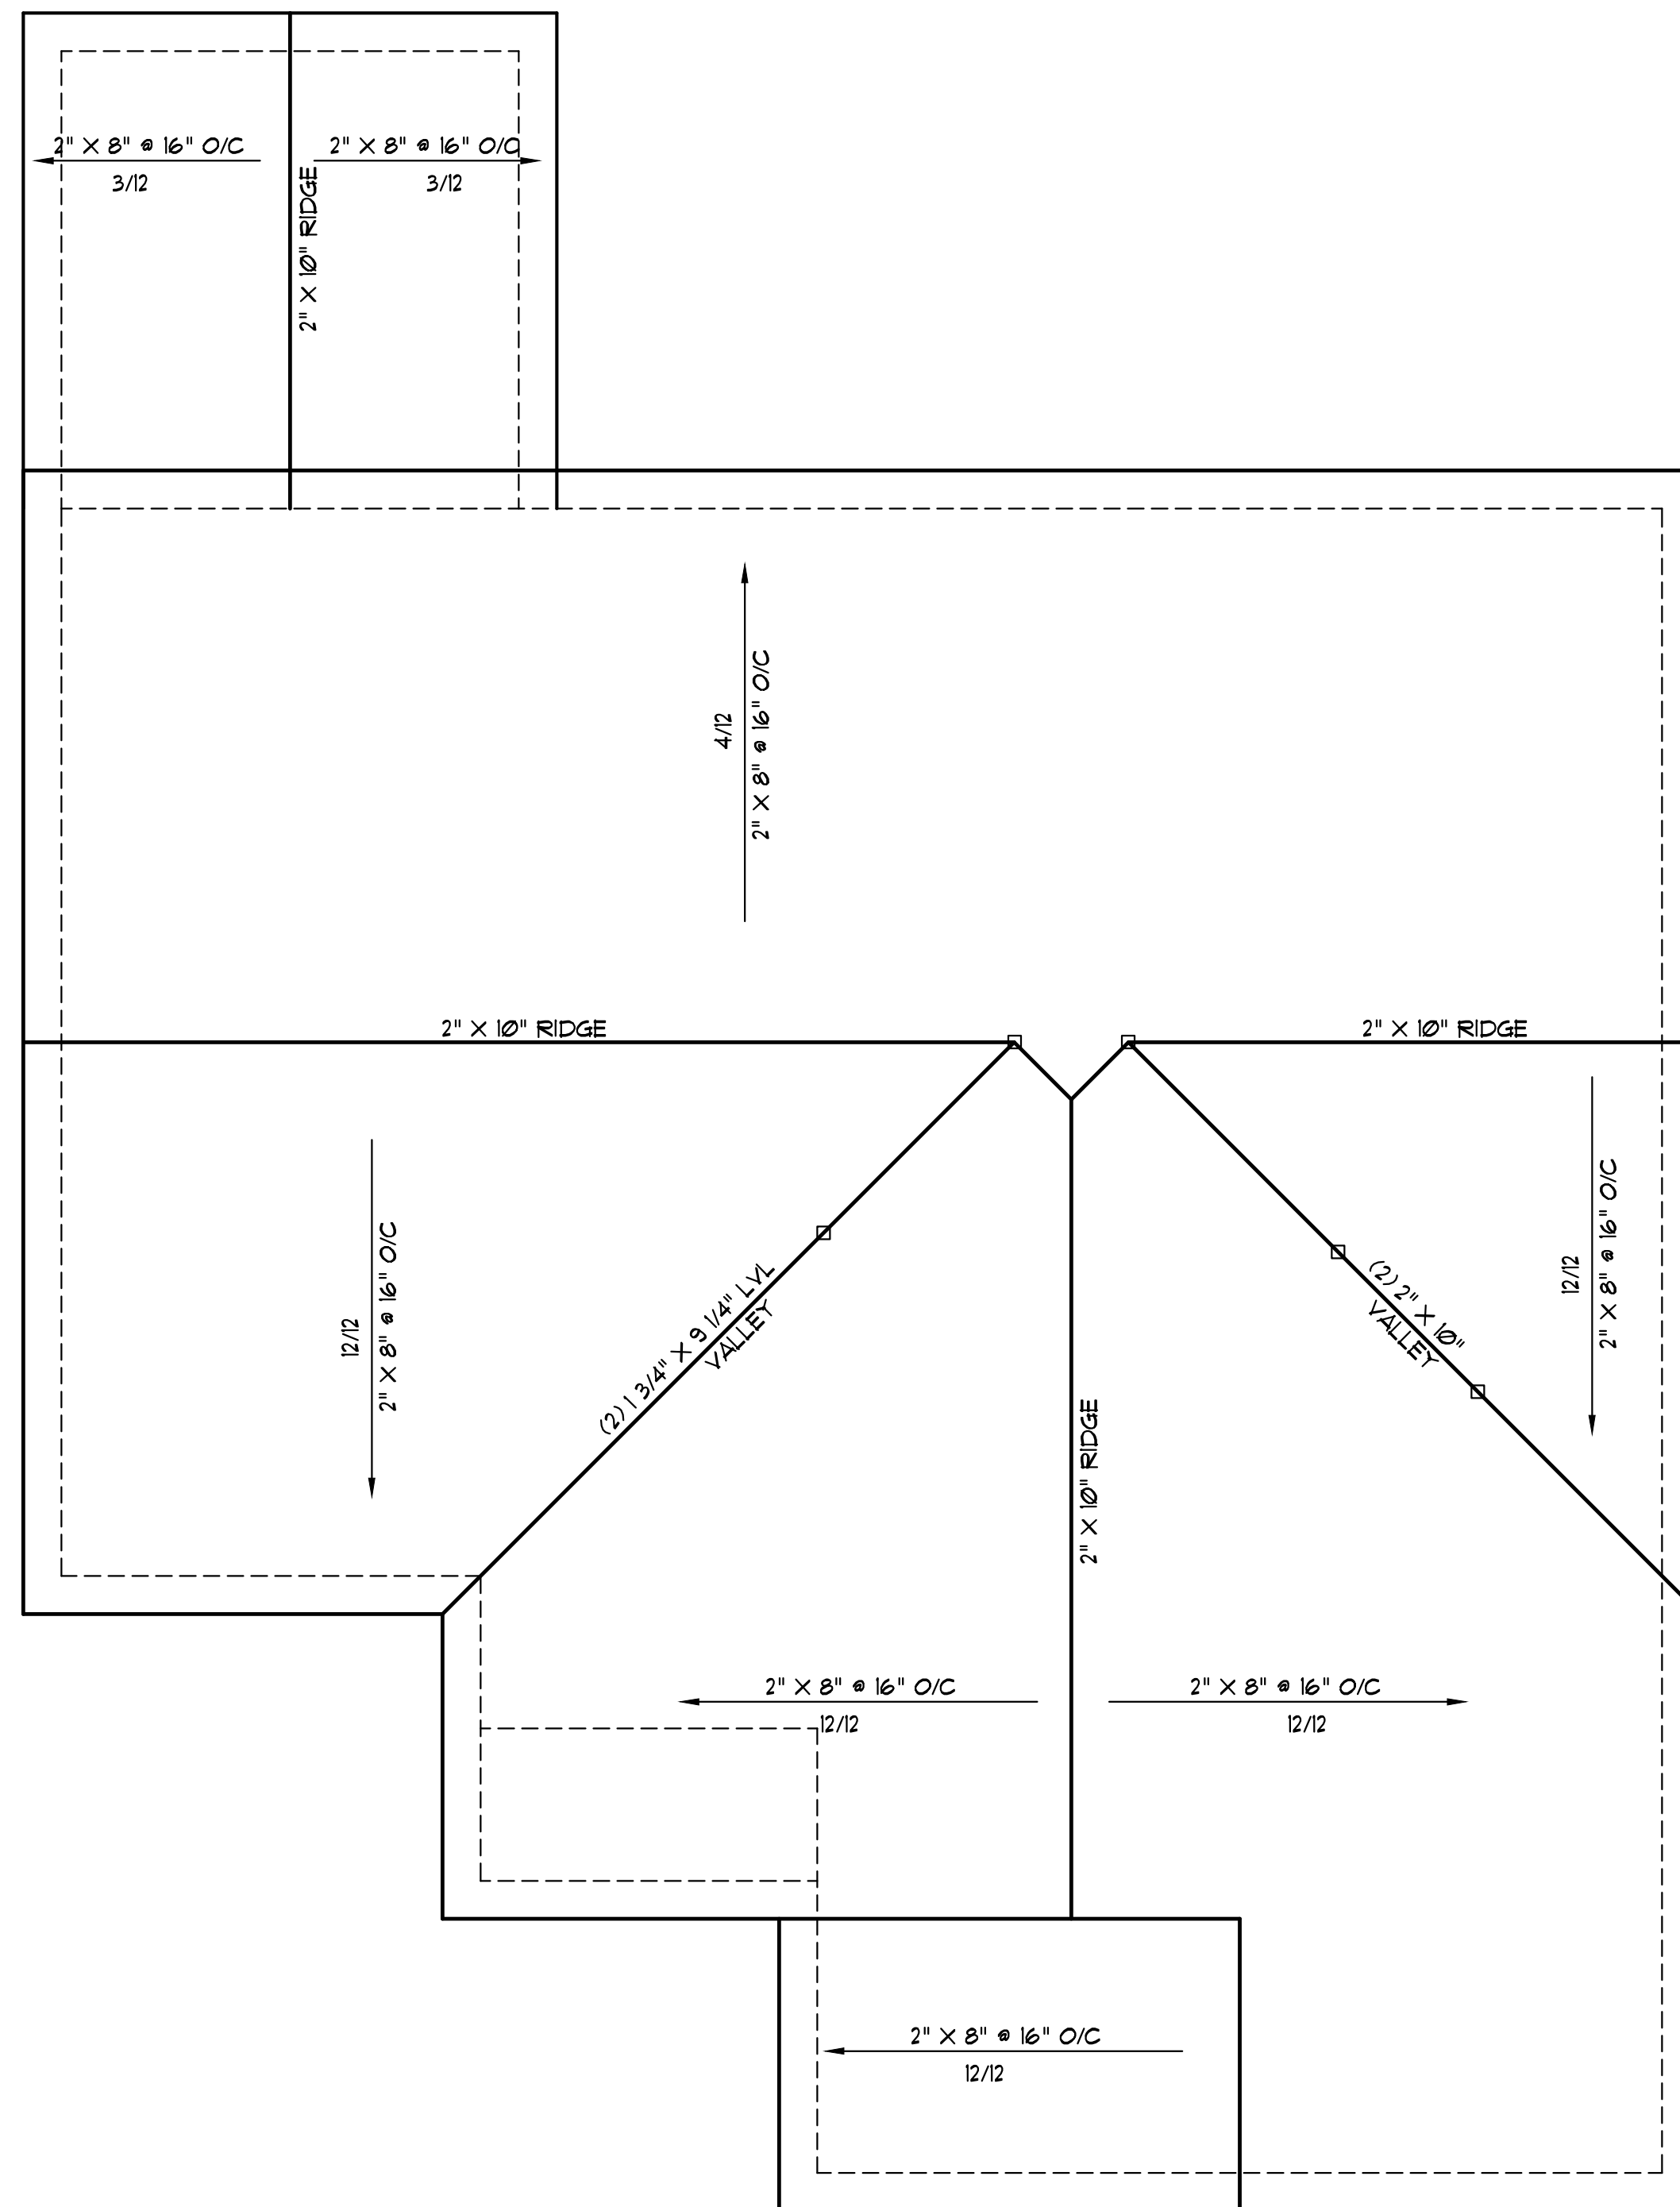 2" X 8" @ 16" O/C
3/12
2" X 8" @ 16" O/C
3/12
2" X 10" RIDGE
4/12
2" X 8" @ 16" O/C
2" X 10" RIDGE
2" X 10" RIDGE
12/12
2" X 8" @ 16" O/C
(2) 1 3/4" X 9 1/4" LVL
VALLEY
(2) 2" X 10"
VALLEY
12/12
2" X 8" @ 16" O/C
2" X 10" RIDGE
2" X 8" @ 16" O/C
12/12
2" X 8" @ 16" O/C
12/12
2" X 8" @ 16" O/C
12/12